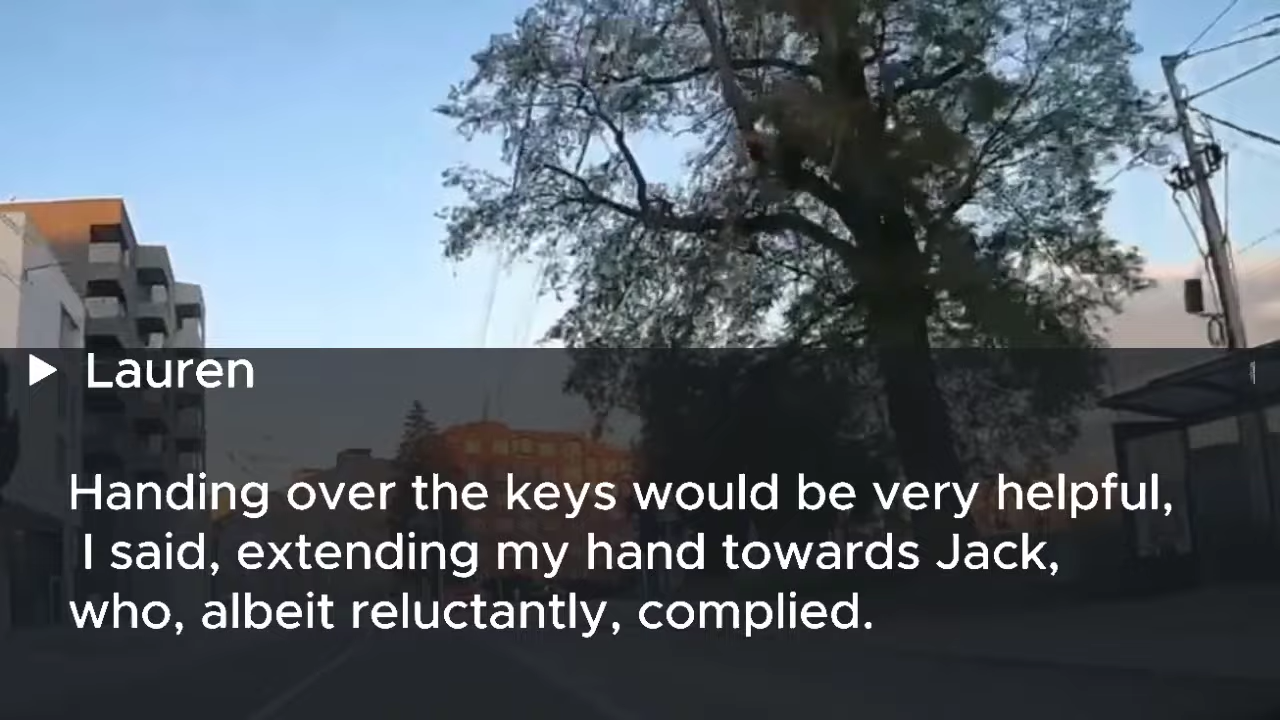 Lauren
Handing over the keys would be very helpful,
I said, extending my hand towards Jack,
who, albeit reluctantly, complied.